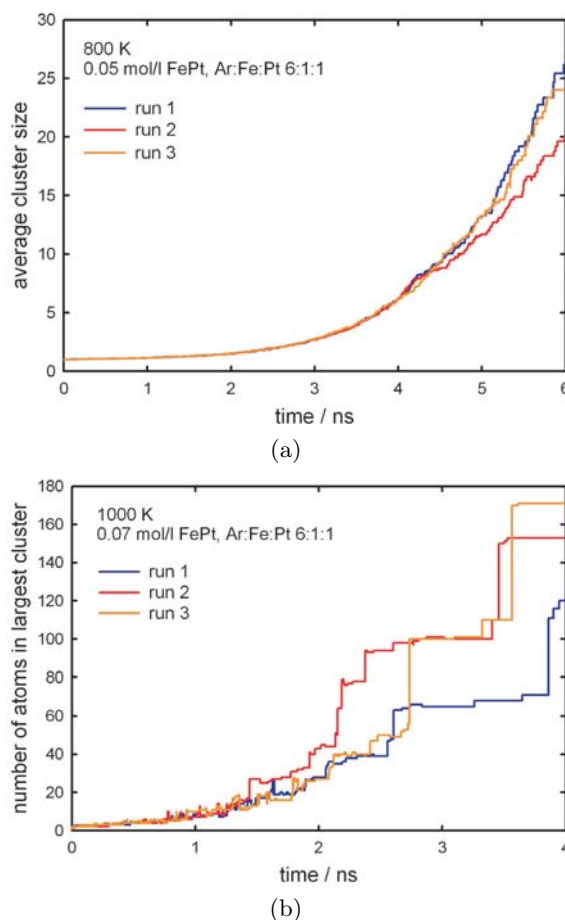 30
25
20
15
10
5
0
average cluster size
800 K
0.05 mol/l FePt, Ar:Fe:Pt 6:1:1
run 1
run 2
run 3
0 1 2 3 4 5 6
time / ns
(a)
180
160
140
120
100
80
60
40
20
0
number of atoms in largest cluster
1000 K
0.07 mol/l FePt, Ar:Fe:Pt 6:1:1
run 1
run 2
run 3
0 1 2 3 4
time / ns
(b)